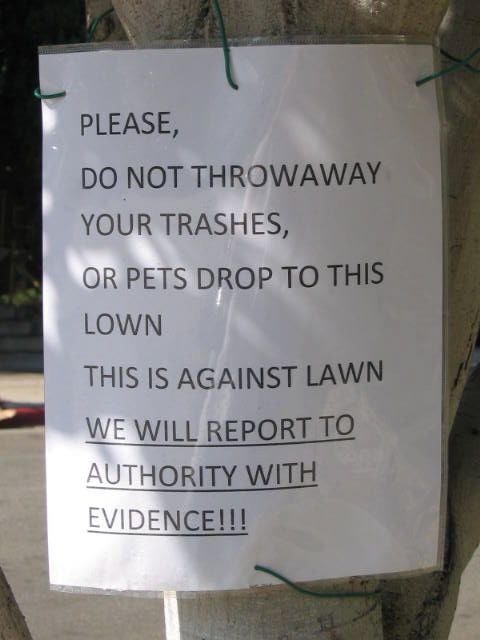 PLEASE,
DO NOT THROWAWAY
YOUR TRASHES,
OR PETS DROP TO THIS
LOWN
THIS IS AGAINST LAWN
WE WILL REPORT TO
AUTHORITY WITH
EVIDENCE!!!